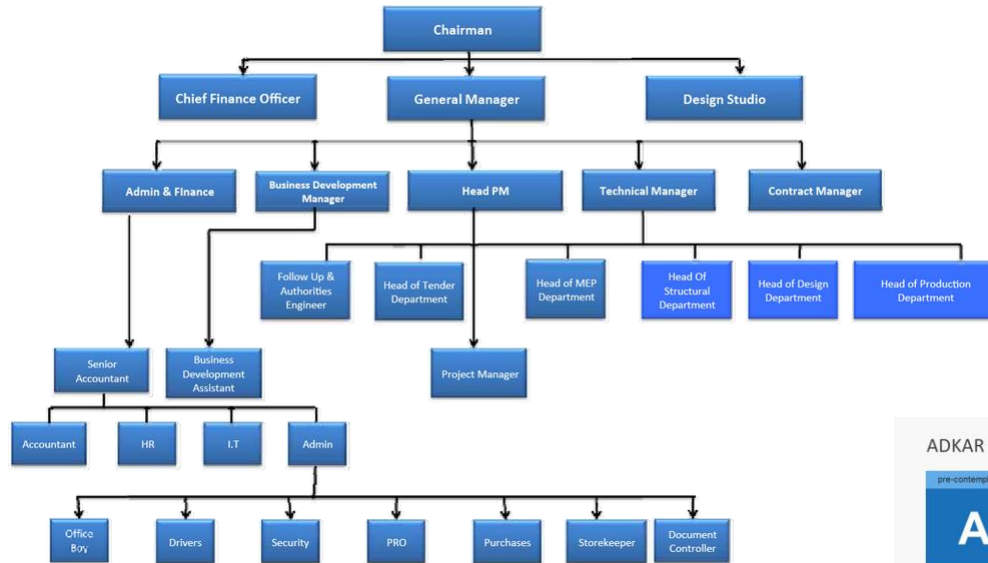 Chairman
Chief Finance Officer
General Manager
Design Studio
Admin & FInance
Business Development
Manager
Head PM
Technical Manager
Contract Manager
Follow Up &
Authorities
Engineer
Head of Tender
Department
Head of MEP
Department
Head Of
Structural
Department
Head of Design
Department
Head of Production
Department
Senior
Accountant
Business
Development
Assistant
Project Manager
Accountant
HR
I.T
Admin
ADKAR
A
Office
Boy
Drivers
Security
PRO
Purchases
Storekeeper
Document
Controller